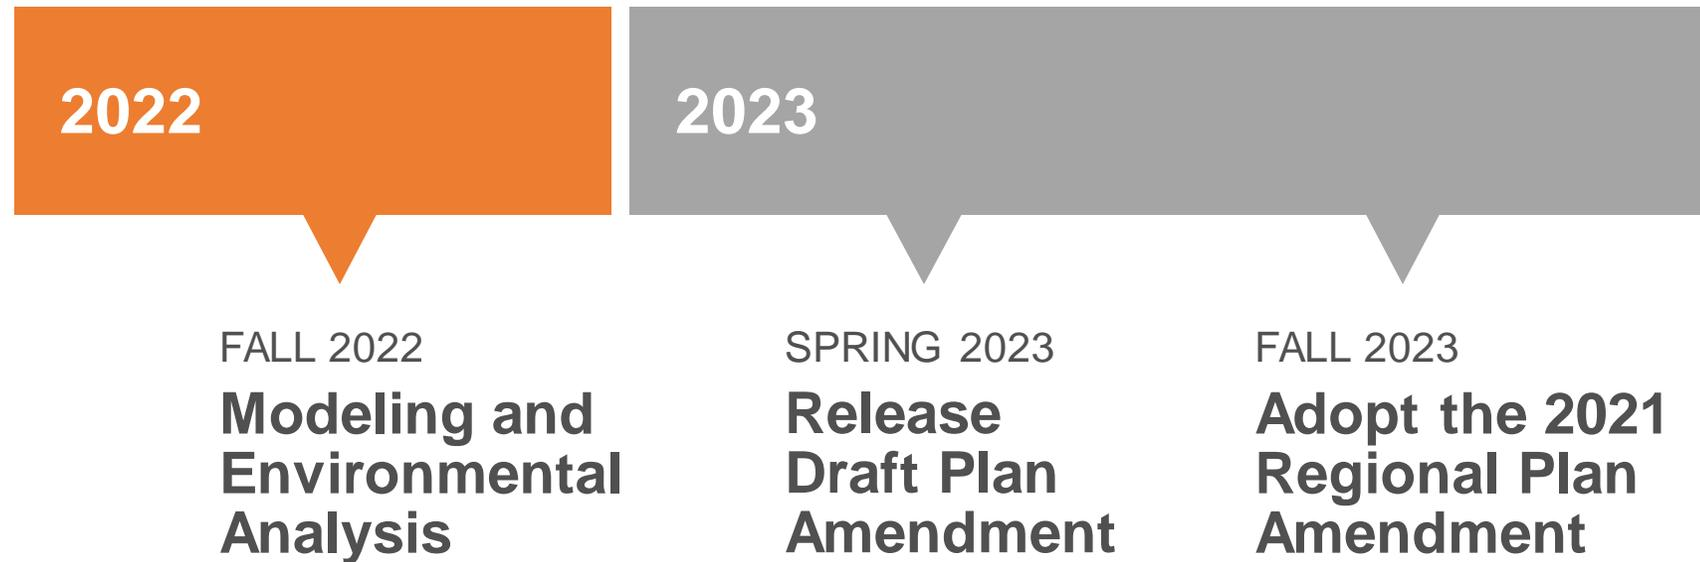 2022
2023
FALL 2022
Modeling and
Environmental
Analysis
SPRING 2023
Release
Draft Plan
Amendment
FALL 2023
Adopt the 2021
Regional Plan
Amendment